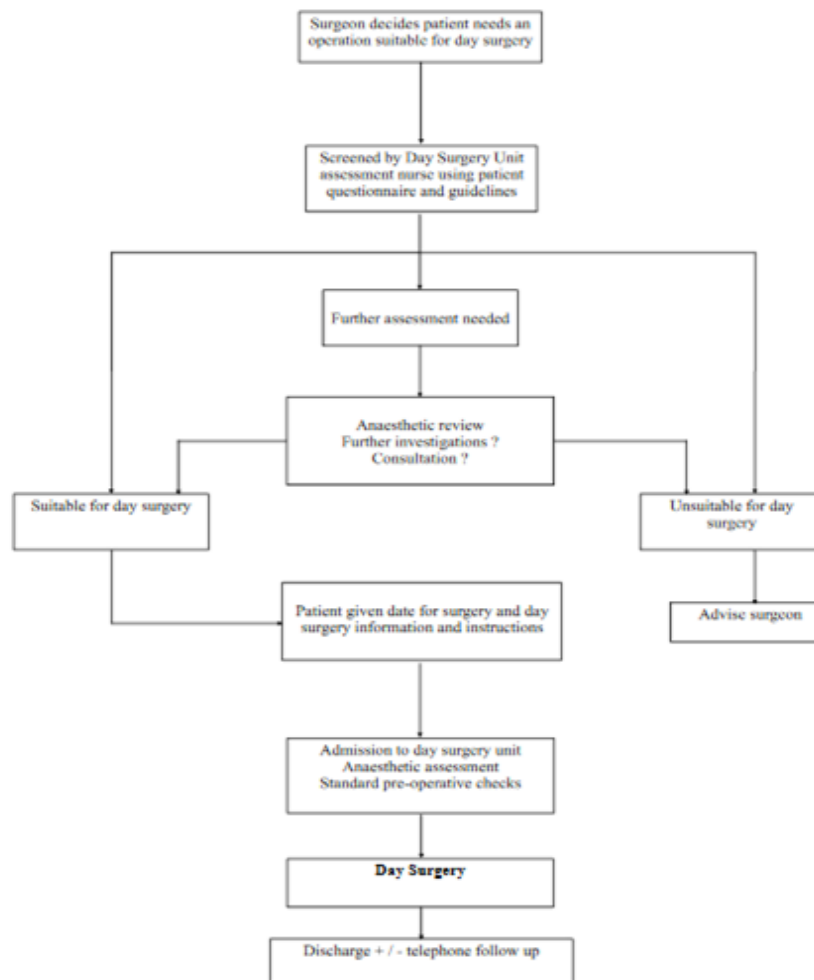 Surgeon decides patient needs an
operation suitable for day surgery
Screened by Day Surgery Unit
assessment nurse using patient
questionnaire and guidelines
Further assessment needed
Anaesthetic review
Further investigations ?
Consultation ?
Suitable for day surgery
Unsuitable for day
surgery
Patient given date for surgery and day
surgery information and instructions
Advise surgeon
Admission to day surgery unit
Anaesthetic assessment
Standard pre-operative checks
Day Surgery
Discharge + / - telephone follow up